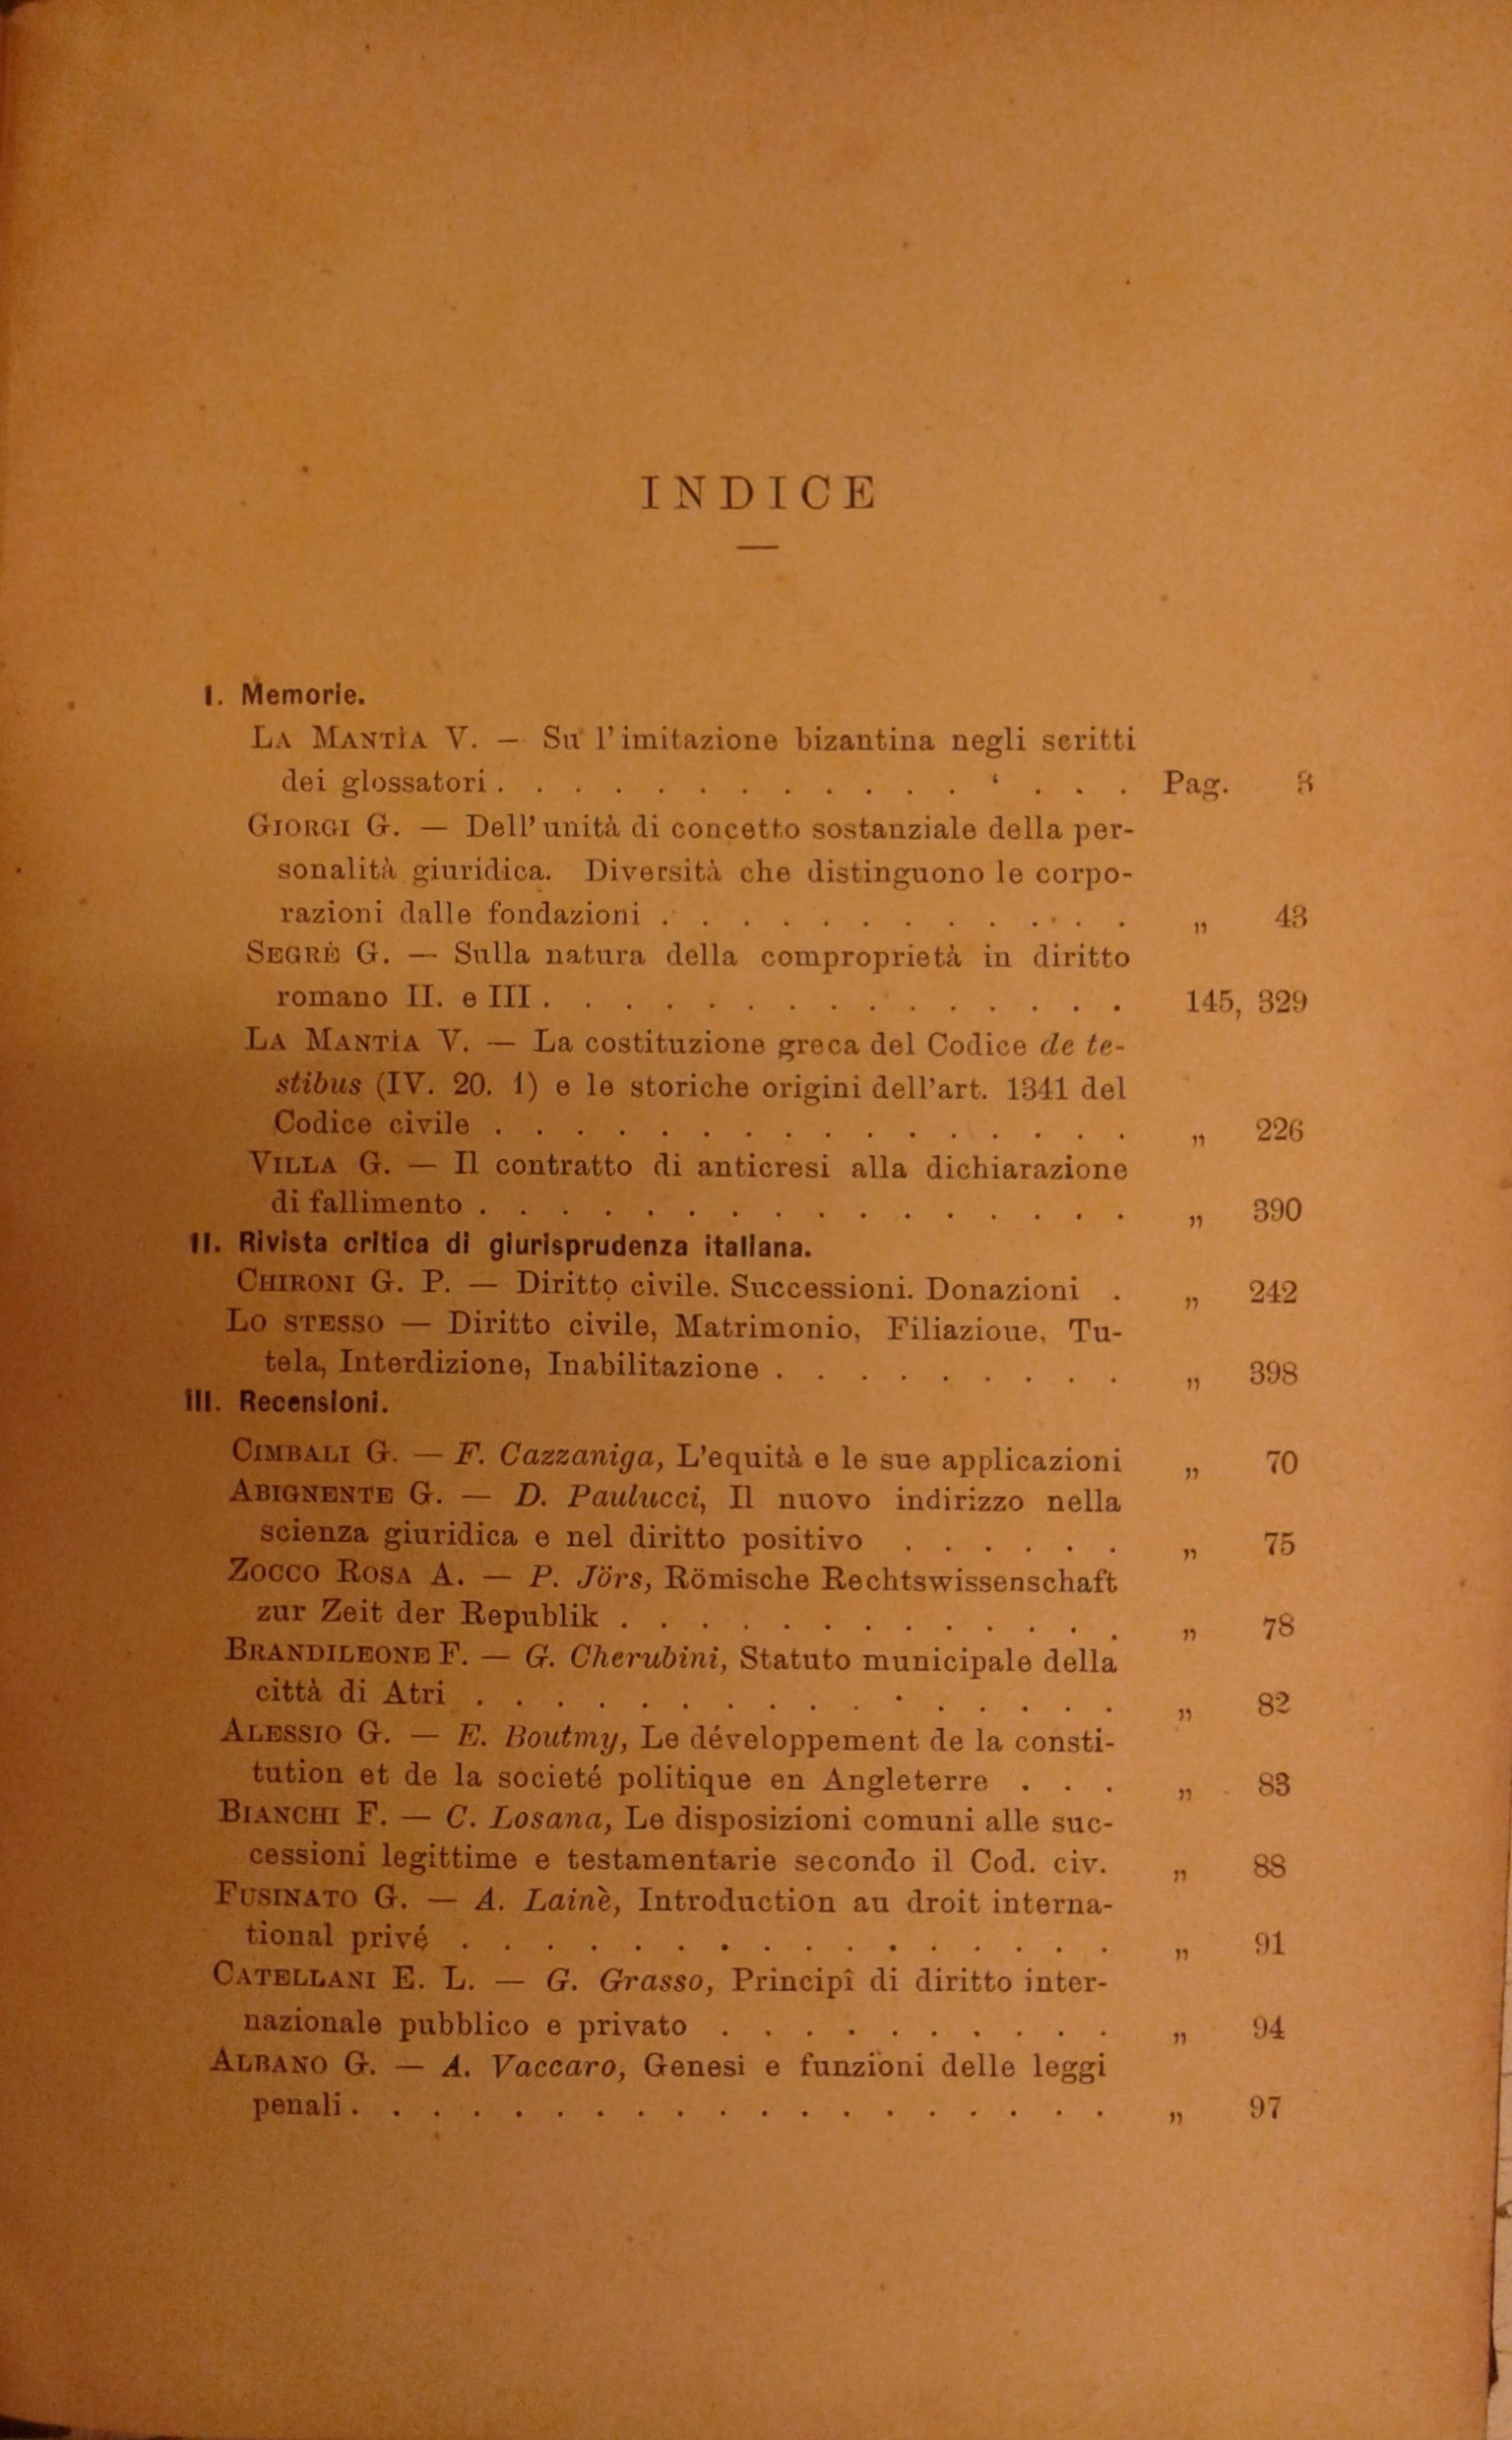 INDICE
I. Memorie.
LA MANTÌA V. — Su l'imitazione bizantina negli scritti
dei glossatori . . . . . . . . . . . . . . . Pag. 3
GIORGI G. — Dell'unità di concetto sostanziale della per-
sonalità giuridica. Diversità che distinguono le corpo-
razioni dalle fondazioni . . . . . . . . . . . . „ 43
SEGRÈ G. — Sulla natura della comproprietà in diritto
romano II. e III . . . . . . . . . . . . . . 145, 329
LA MANTÌA V. — La costituzione greca del Codice de te-
stibus (IV. 20. 1) e le storiche origini dell'art. 1341 del
Codice civile . . . . . . . . . . . . . . . . „ 226
VILLA G. — Il contratto di anticresi alla dichiarazione
di fallimento . . . . . . . . . . . . . . . . „ 390
II. Rivista critica di giurisprudenza italiana.
CHIRONI G. P. — Diritto civile. Successioni. Donazioni . „ 242
LO STESSO — Diritto civile, Matrimonio, Filiazione, Tu-
tela, Interdizione, Inabilitazione . . . . . . . . . „ 398
III. Recensioni.
CIMBALI G. — F. Cazzaniga, L'equità e le sue applicazioni „ 70
ABIGNENTE G. — D. Paulucci, Il nuovo indirizzo nella
scienza giuridica e nel diritto positivo . . . . . . „ 75
ZOCCO ROSA A. — P. Jörs, Römische Rechtswissenschaft
zur Zeit der Republik . . . . . . . . . . . . . „ 78
BRANDILEONE F. — G. Cherubini, Statuto municipale della
città di Atri . . . . . . . . . . . . . . . . „ 82
ALESSIO G. — E. Boutmy, Le développement de la consti-
tution et de la societé politique en Angleterre . . . „ 83
BIANCHI F. — C. Losana, Le disposizioni comuni alle suc-
cessioni legittime e testamentarie secondo il Cod. civ. „ 88
FUSINATO G. — A. Lainè, Introduction au droit interna-
tional privé . . . . . . . . . . . . . . . . „ 91
CATELLANI E. L. — G. Grasso, Principî di diritto inter-
nazionale pubblico e privato . . . . . . . . . . „ 94
ALBANO G. — A. Vaccaro, Genesi e funzioni delle leggi
penali . . . . . . . . . . . . . . . . . . . „ 97